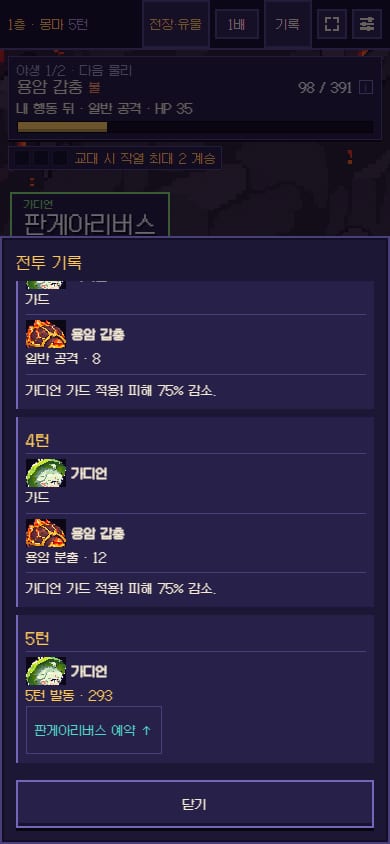 1층 · 몽마 5턴
전장·유물
1배
기록
야생 1/2 · 다음 물리
용암 갑충 불
98 / 391
내 행동 뒤 · 일반 공격 · HP 35
교대 시 작열 최대 2 계승
가디언
판게아리버스
전투 기록
가드
용암 갑충
일반 공격 · 8
가디언 가드 적용! 피해 75% 감소.
4턴
가디언
가드
용암 갑충
용암 분출 · 12
가디언 가드 적용! 피해 75% 감소.
5턴
가디언
5턴 발동 · 293
판게아리버스 예약 ↑
닫기